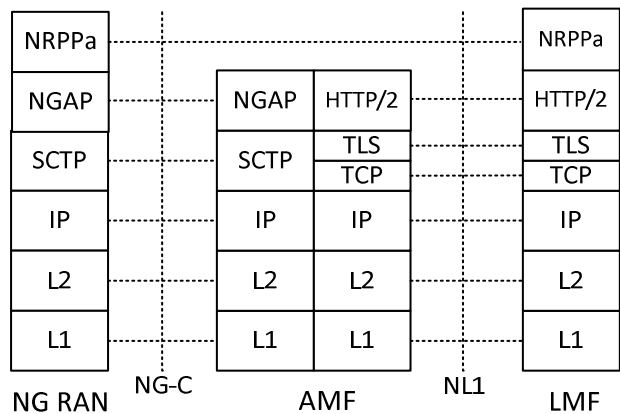 NRPPa NRPPa
NGAP NGAP HTTP/2 HTTP/2
SCTP SCTP TLS TLS
TCP TCP
IP IP IP IP
L2 L2 L2 L2
L1 L1 L1 L1
NG-C NL1
NG RAN AMF LMF